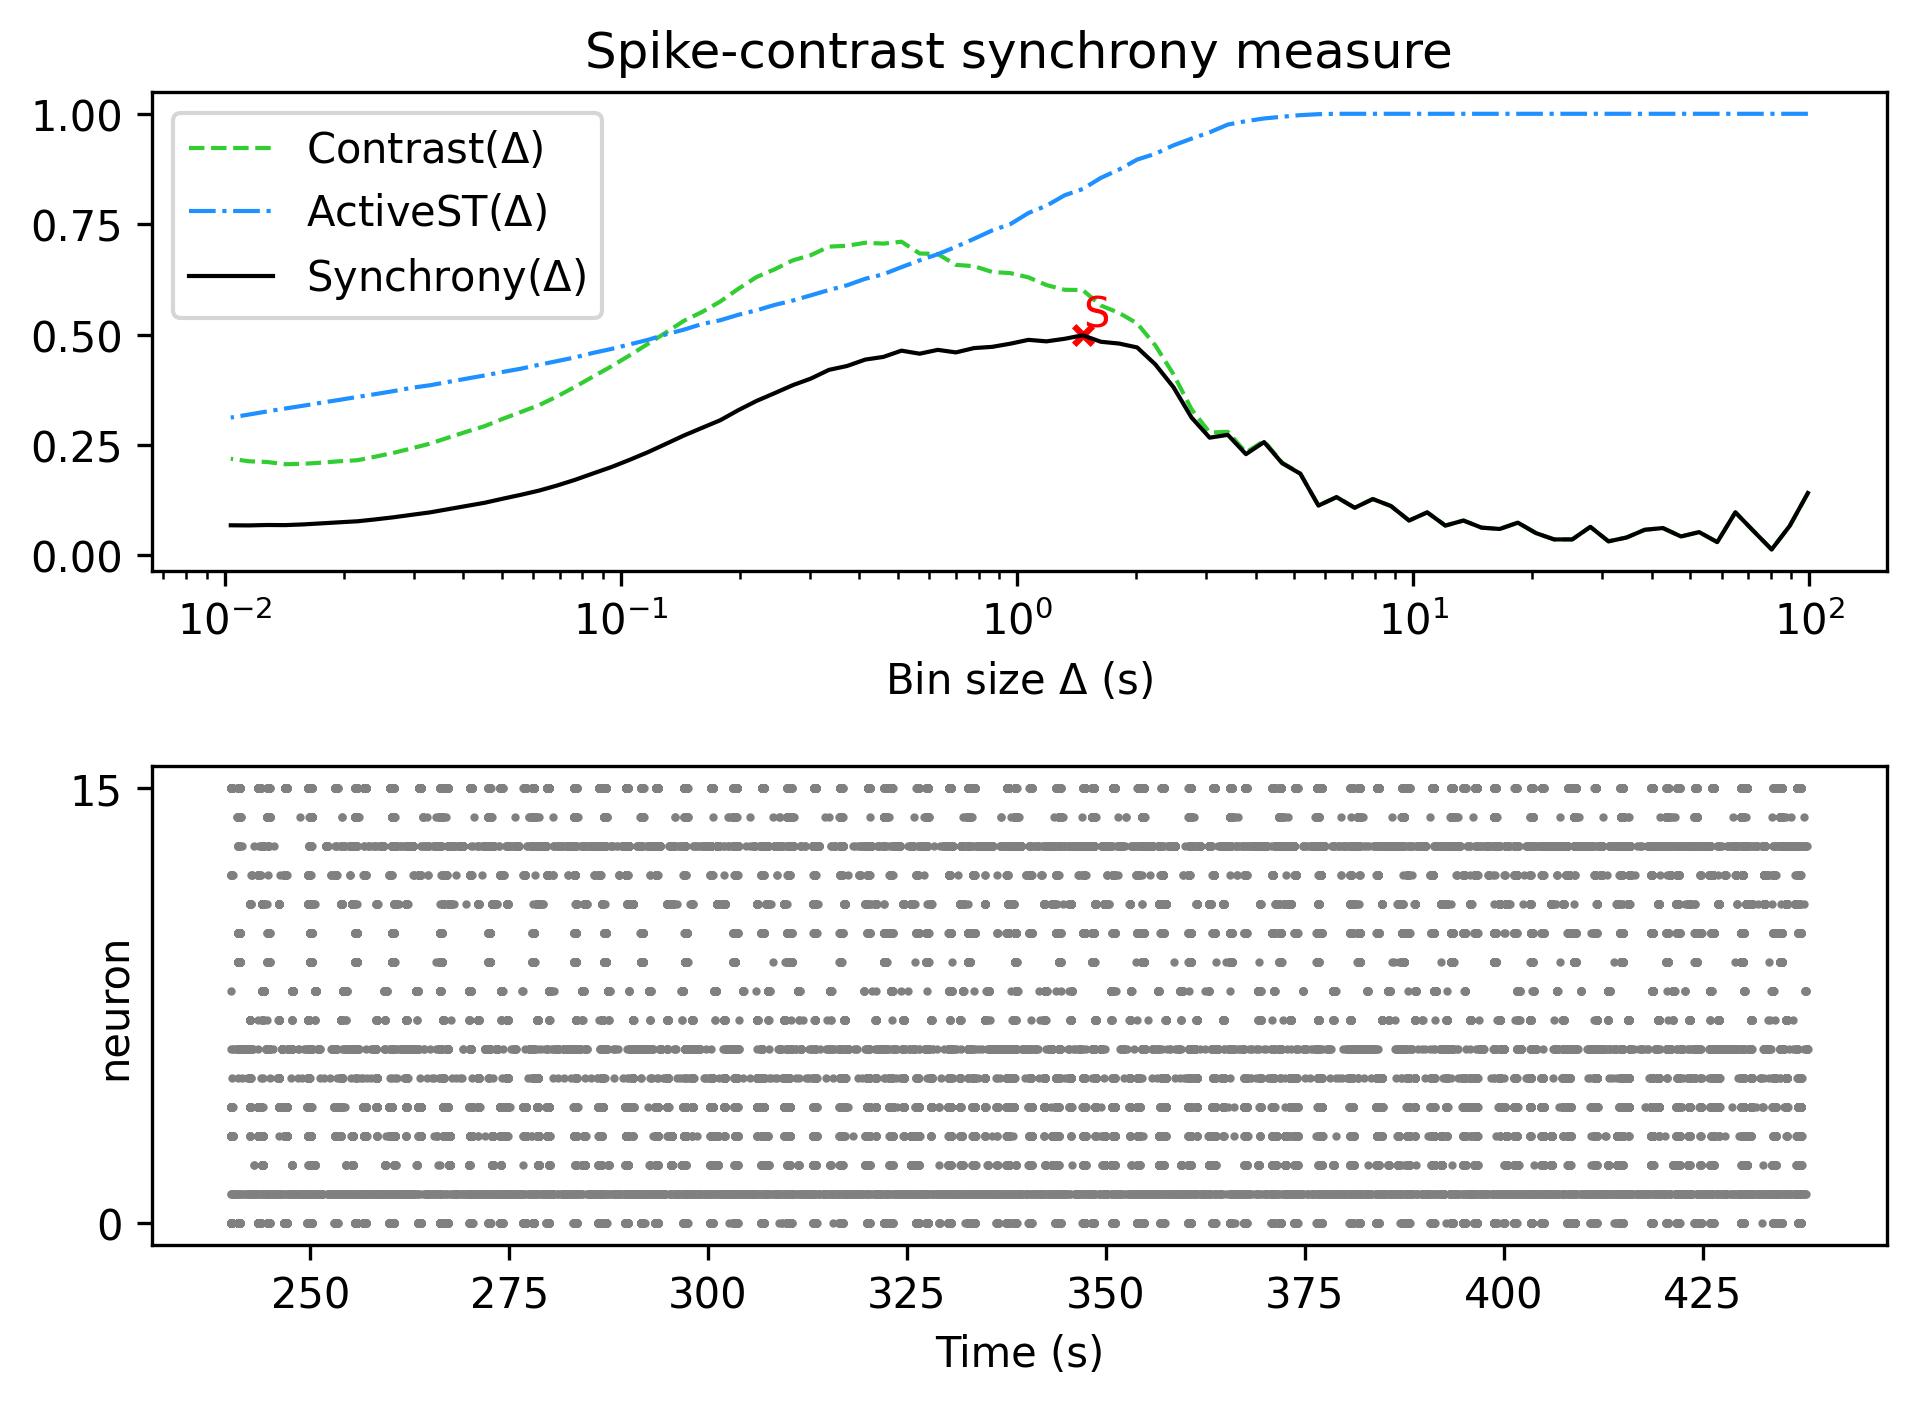 Spike-contrast synchrony measure
1.00
0.75
0.50
0.25
0.00
Contrast(Δ)
ActiveST(Δ)
Synchrony(Δ)
S
10⁻² 10⁻¹ 10⁰ 10¹ 10²
Bin size Δ (s)
15
0
neuron
250 275 300 325 350 375 400 425
Time (s)